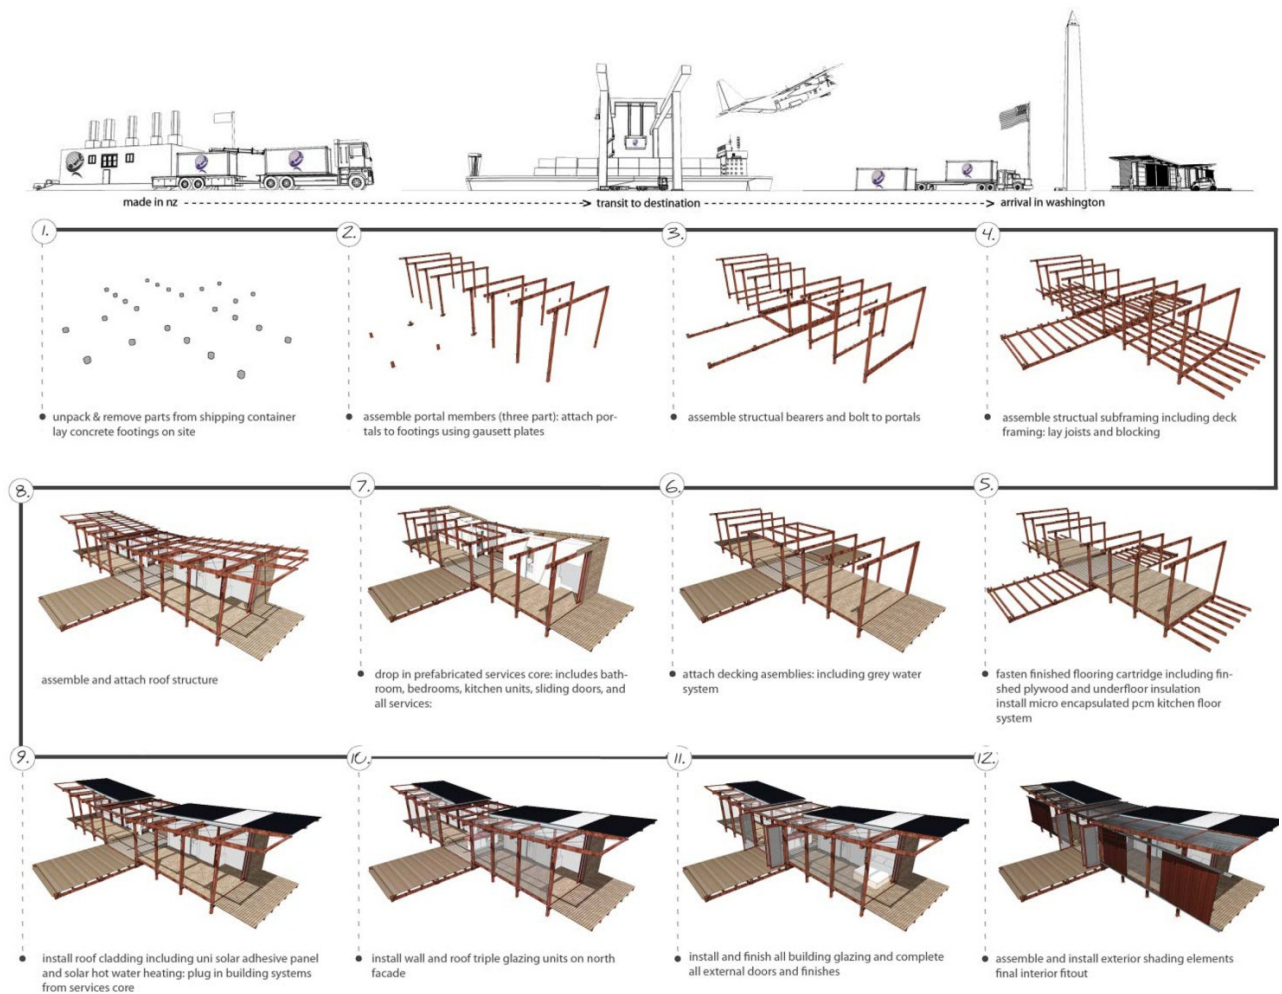 made in nz
transit to destination
arrival in washington
1.
2.
3.
4.
unpack & remove parts from shipping container
lay concrete footings on site
assemble portal members (three part): attach por-
tals to footings using gausett plates
assemble structual bearers and bolt to portals
assemble structual subframing including deck
framing: lay joists and blocking
8.
7.
6.
5.
assemble and attach roof structure
drop in prefabricated services core: includes bath-
room, bedrooms, kitchen units, sliding doors, and
all services:
attach decking asemblies: including grey water
system
fasten finished flooring cartridge including fin-
shed plywood and underfloor insulation
install micro encapsulated pcm kitchen floor
system
9.
10.
11.
12.
install roof cladding including uni solar adhesive panel
and solar hot water heating: plug in building systems
from services core
install wall and roof triple glazing units on north
facade
install and finish all building glazing and complete
all external doors and finishes
assemble and install exterior shading elements
final interior fitout